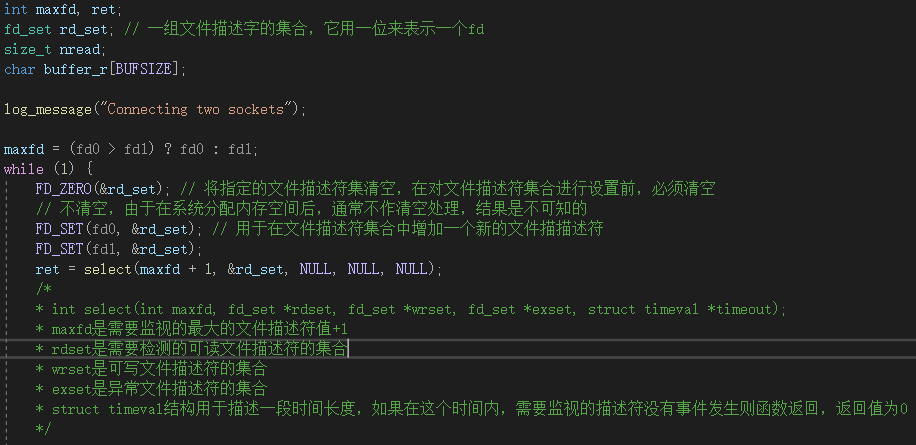 int maxfd, ret;
fd_set rd_set; // 一组文件描述字的集合，它用一位来表示一个fd
size_t nread;
char buffer_r[BUFSIZE];
log_message("Connecting two sockets");
maxfd = (fd0 > fd1) ? fd0 : fd1;
while (1) {
FD_ZERO(&rd_set); // 将指定的文件描述符集清空，在对文件描述符集合进行设置前，必须清空
// 不清空，由于在系统分配内存空间后，通常不作清空处理，结果是不可知的
FD_SET(fd0, &rd_set); // 用于在文件描述符集合中增加一个新的文件描描述符
FD_SET(fd1, &rd_set);
ret = select(maxfd + 1, &rd_set, NULL, NULL, NULL);
/*
* int select(int maxfd, fd_set *rdset, fd_set *wrset, fd_set *exset, struct timeval *timeout);
* maxfd是需要监视的最大的文件描述符值+1
* rdset是需要检测的可读文件描述符的集合
* wrset是可写文件描述符的集合
* exset是异常文件描述符的集合
* struct timeval结构用于描述一段时间长度，如果在这个时间内，需要监视的描述符没有事件发生则函数返回，返回值为0
*/